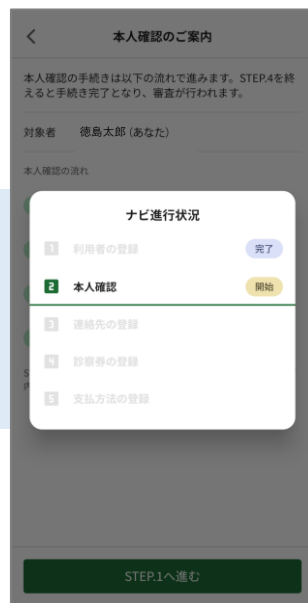 本人確認のご案内
本人確認の手続きは以下の流れで進みます。STEP.4を終
えると手続き完了となり、審査が行われます。
対象者 徳島太郎 (あなた)
本人確認の流れ
ナビ進行状況
1 利用者の登録 完了
2 本人確認 開始
3 連絡先の登録
4 診察券の登録
5 支払方法の登録
S
STEP.1へ進む